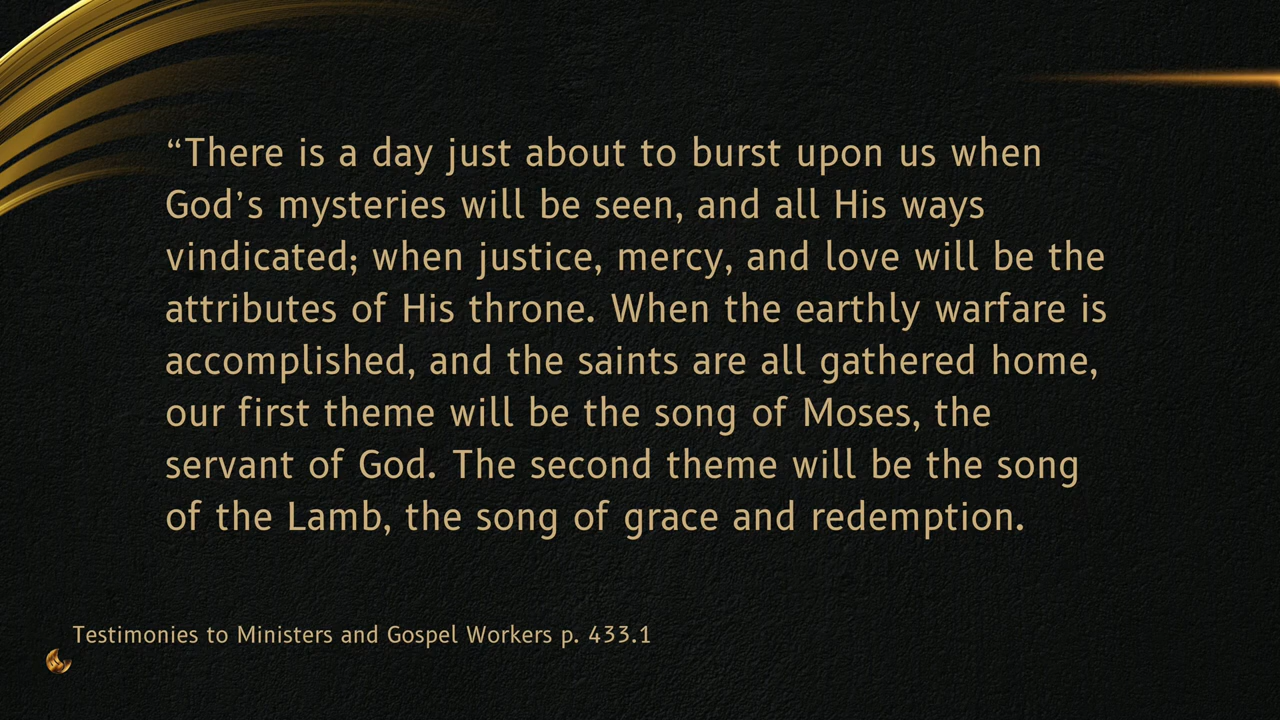 “There is a day just about to burst upon us when
God’s mysteries will be seen, and all His ways
vindicated; when justice, mercy, and love will be the
attributes of His throne. When the earthly warfare is
accomplished, and the saints are all gathered home,
our first theme will be the song of Moses, the
servant of God. The second theme will be the song
of the Lamb, the song of grace and redemption.
Testimonies to Ministers and Gospel Workers p. 433.1